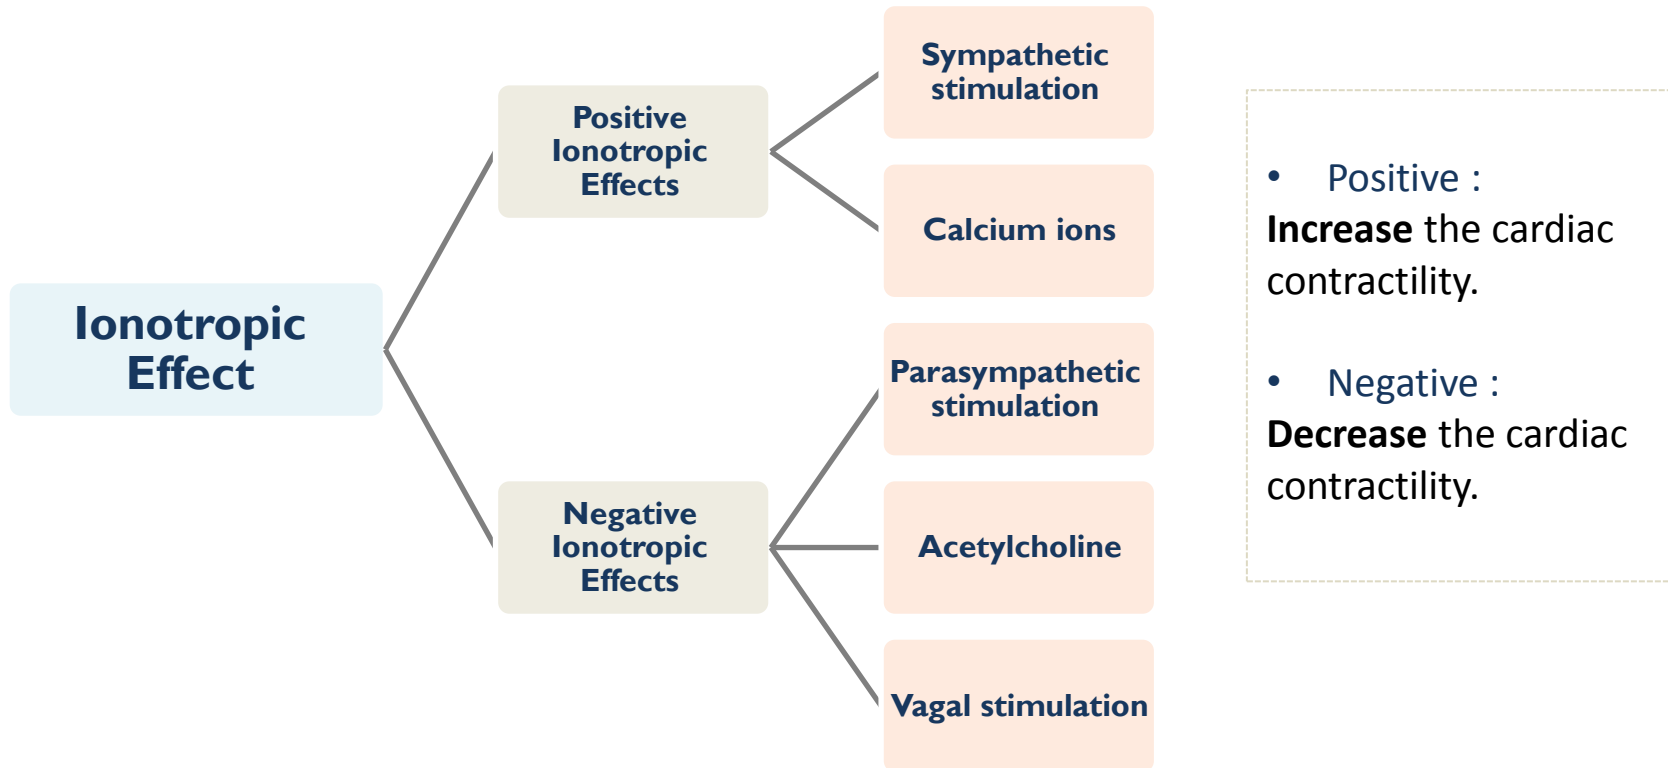 Ionotropic
Effect
Positive
Ionotropic
Effects
Sympathetic
stimulation
Calcium ions
Negative
Ionotropic
Effects
Parasympathetic
stimulation
Acetylcholine
Vagal stimulation
• Positive :
Increase the cardiac
contractility.
• Negative :
Decrease the cardiac
contractility.